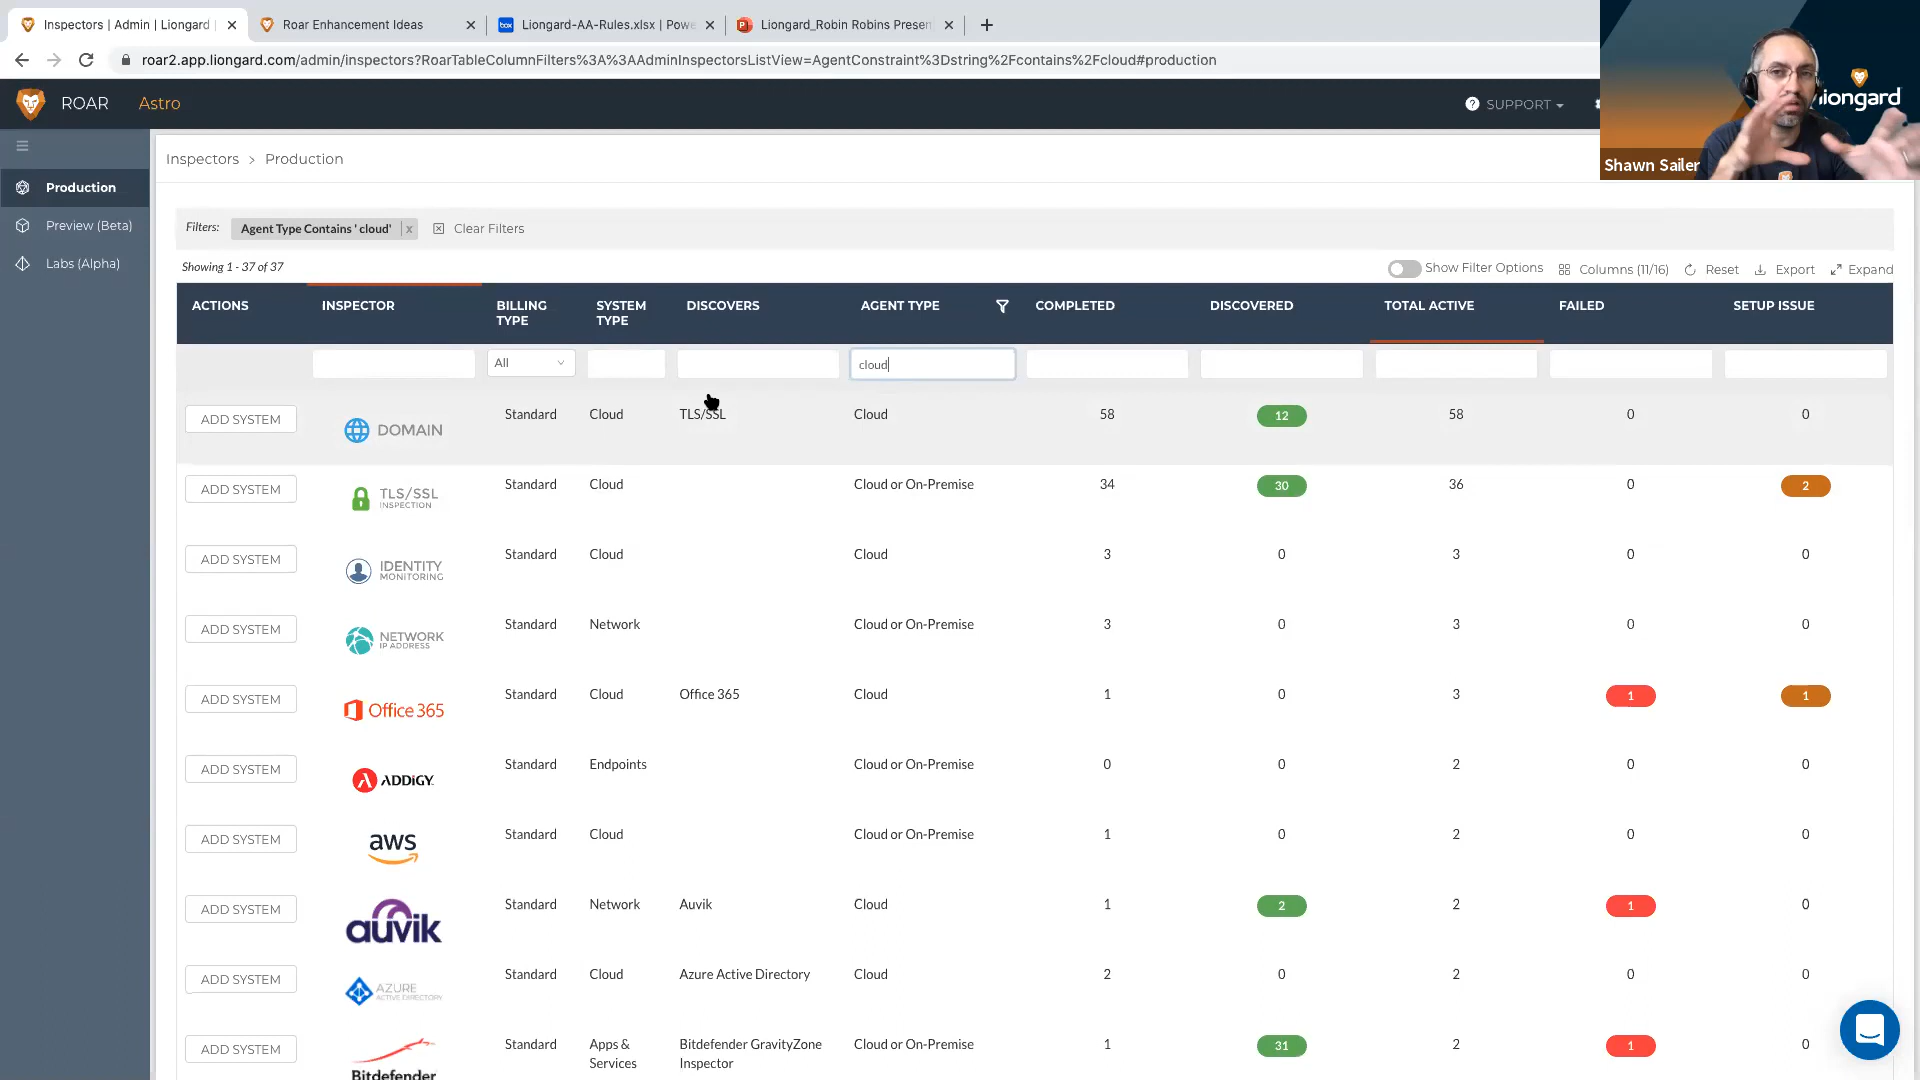 Inspectors | Admin | Liongard
Roar Enhancement Ideas
box
Liongard-AA-Rules.xlsx | Powe
P
Liongard_Robin Robins Presen
roar2.app.liongard.com/admin/inspectors?RoarTableColumnFilters%3A%3AAdminInspectorsListView=AgentConstraint%3Dstring%2Fcontains%2Fcloud#production
ROAR
Astro
SUPPORT
liongard
Shawn Sailer
Inspectors > Production
Production
Preview (Beta)
Labs (Alpha)
Filters:
Agent Type Contains ' cloud'
x
Clear Filters
Showing 1 - 37 of 37
Show Filter Options
Columns (11/16)
Reset
Export
Expand
ACTIONS INSPECTOR BILLING TYPE SYSTEM TYPE DISCOVERS AGENT TYPE COMPLETED DISCOVERED TOTAL ACTIVE FAILED SETUP ISSUE
All
cloud
ADD SYSTEM DOMAIN Standard Cloud TLS/SSL Cloud 58 12 58 0 0
ADD SYSTEM TLS/SSL INSPECTION Standard Cloud Cloud or On-Premise 34 30 36 0 2
ADD SYSTEM IDENTITY MONITORING Standard Cloud Cloud 3 0 3 0 0
ADD SYSTEM NETWORK IP ADDRESS Standard Network Cloud or On-Premise 3 0 3 0 0
ADD SYSTEM Office 365 Standard Cloud Office 365 Cloud 1 0 3 1 1
ADD SYSTEM ADDIGY Standard Endpoints Cloud or On-Premise 0 0 2 0 0
ADD SYSTEM aws Standard Cloud Cloud or On-Premise 1 0 2 0 0
ADD SYSTEM auvik Standard Network Auvik Cloud 1 2 2 1 0
ADD SYSTEM AZURE ACTIVE DIRECTORY Standard Cloud Azure Active Directory Cloud 2 0 2 0 0
ADD SYSTEM Bitdefender Standard Apps & Services Bitdefender GravityZone Inspector Cloud or On-Premise 1 31 2 1 0